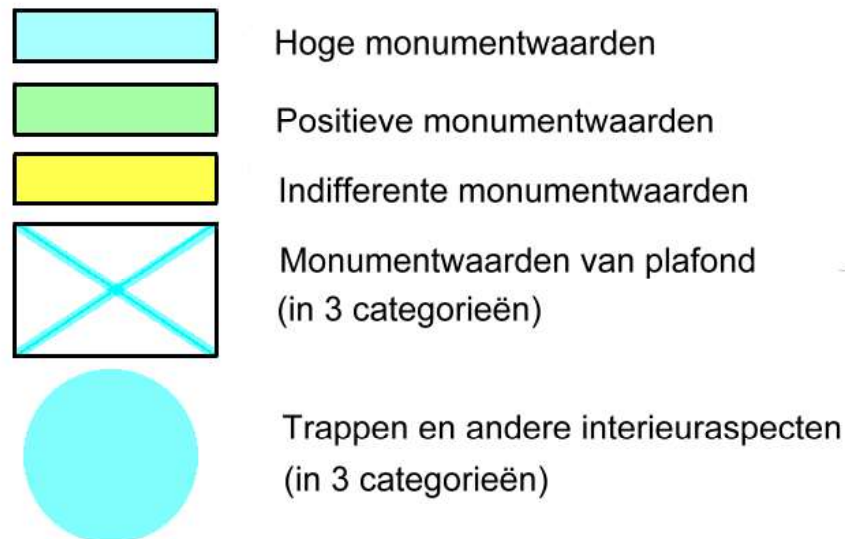 Hoge monumentwaarden
Positieve monumentwaarden
Indifferente monumentwaarden
Monumentwaarden van plafond
(in 3 categorieën)
Trappen en andere interieuraspecten
(in 3 categorieën)